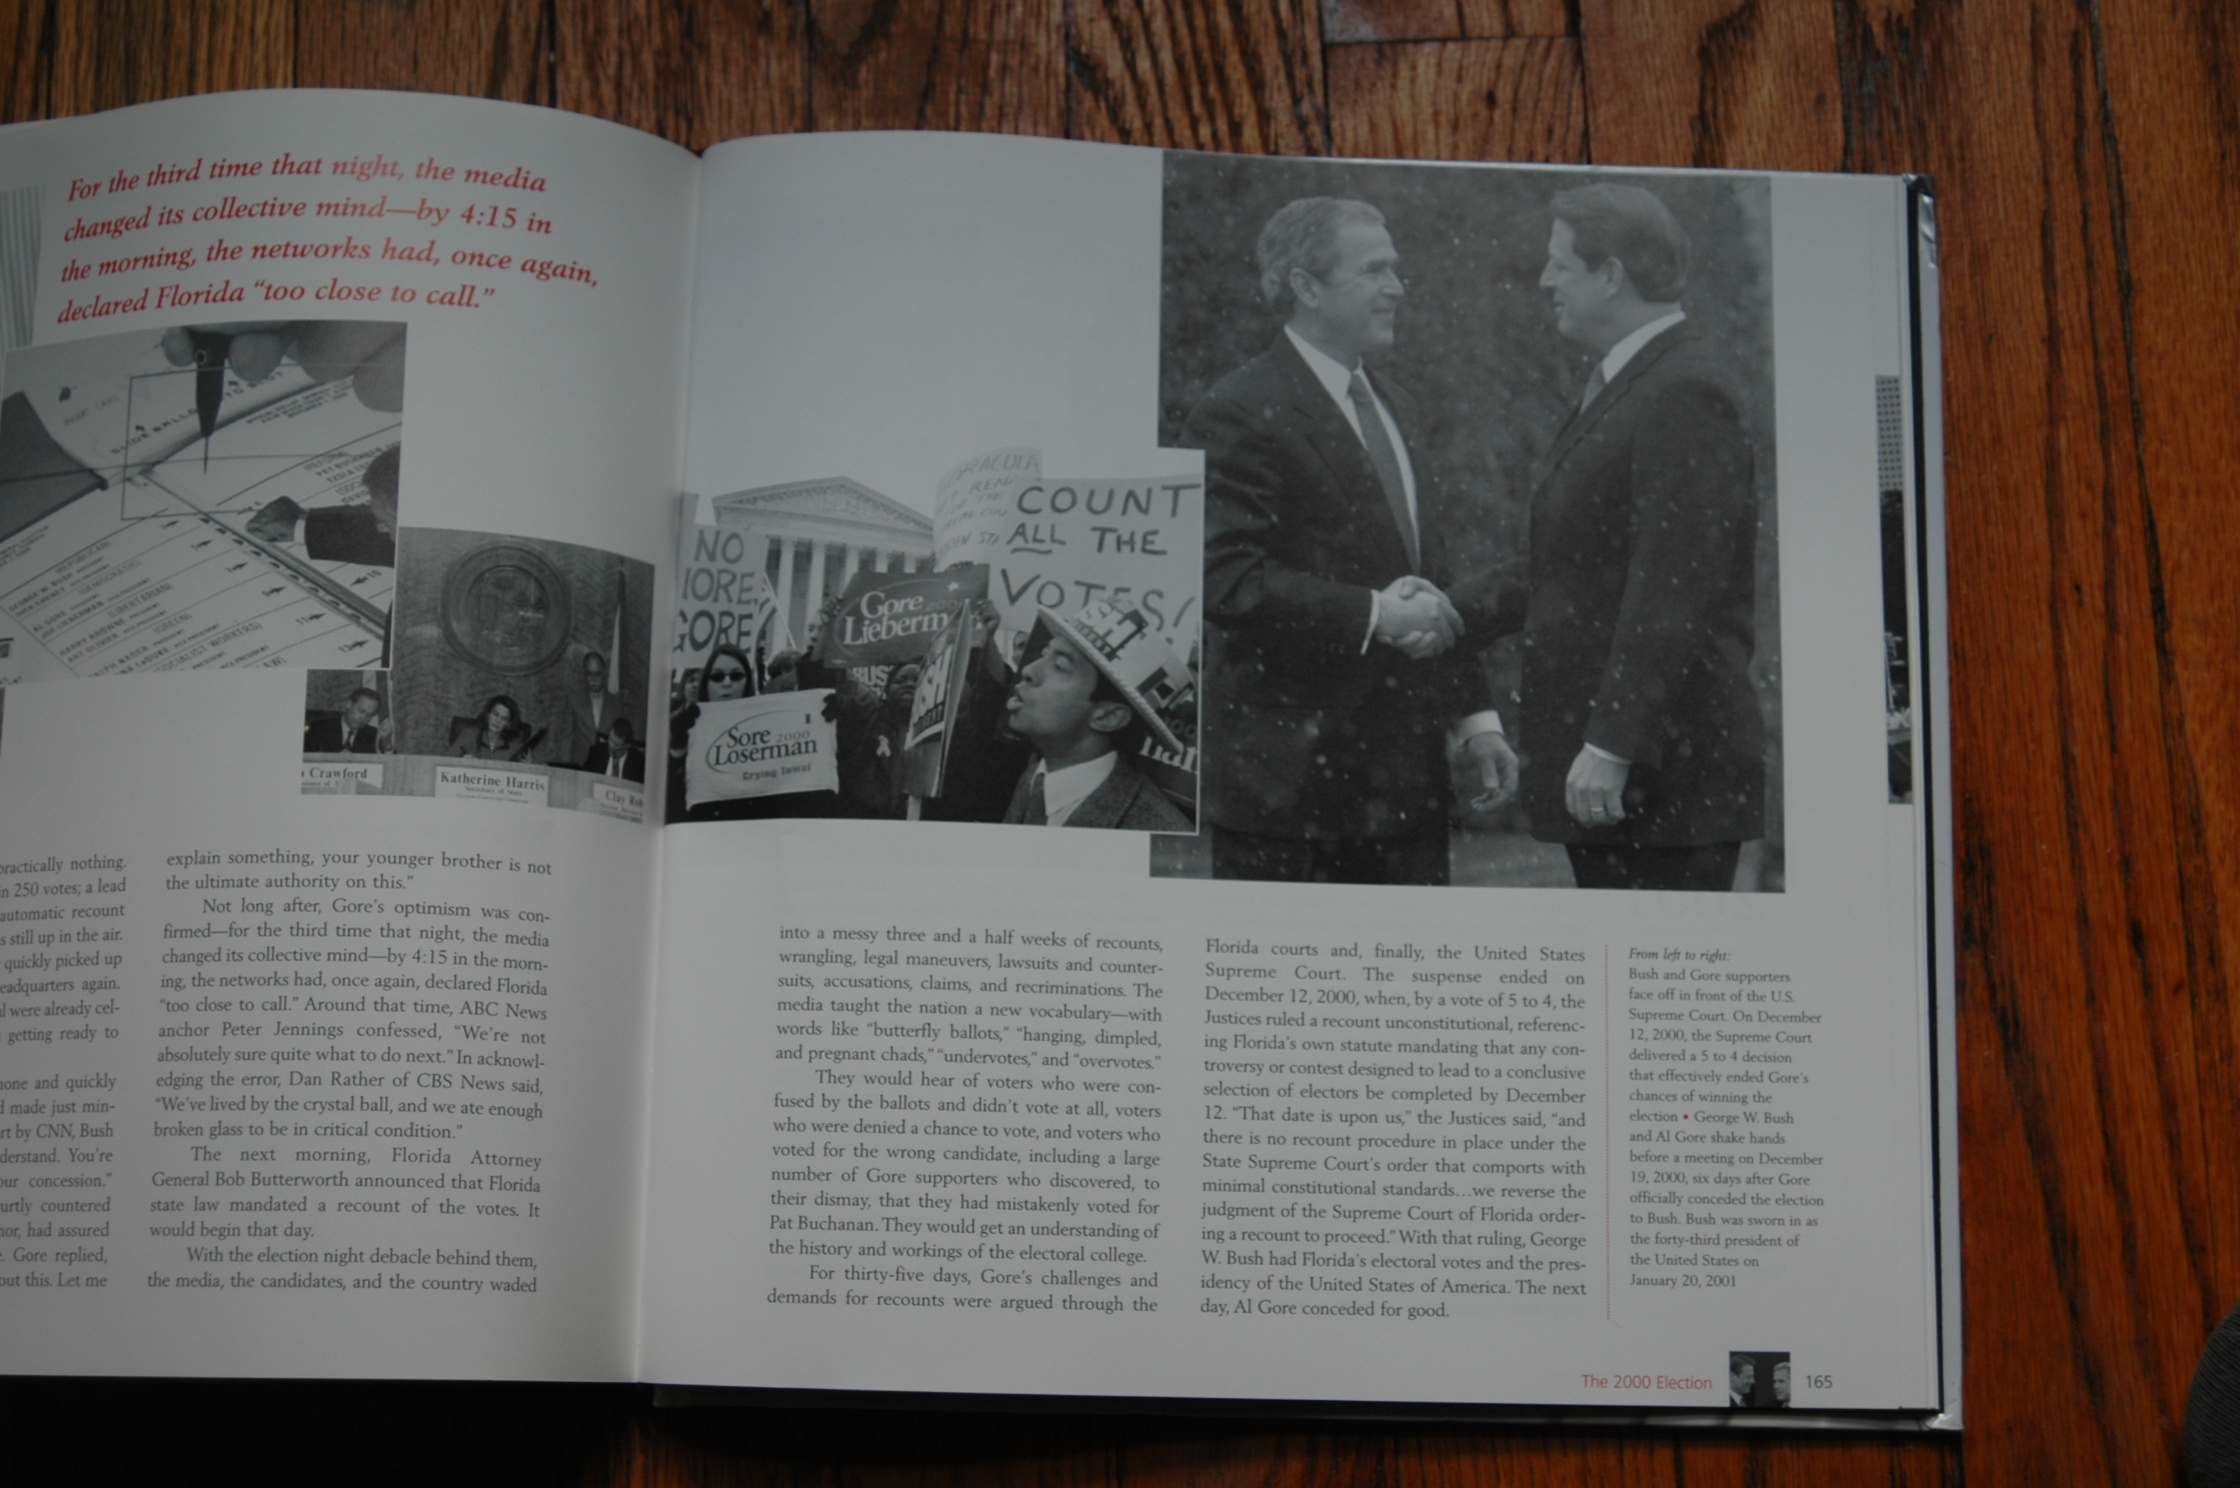 For the third time that night, the media
changed its collective mind—by 4:15 in
the morning, the networks had, once again,
declared Florida “too close to call.”
Crawford
Katherine Harris
Secretary of State
Clay
practically nothing.
250 votes; a lead
automatic recount
still up in the air.
quickly picked up
eadquarters again.
were already cel-
getting ready to
one and quickly
made just min-
rt by CNN, Bush
derstand. You're
our concession.”
urtly countered
nor, had assured
Gore replied,
out this. Let me
explain something, your younger brother is not
the ultimate authority on this.”
Not long after, Gore's optimism was con-
firmed—for the third time that night, the media
changed its collective mind—by 4:15 in the morn-
ing, the networks had, once again, declared Florida
“too close to call.” Around that time, ABC News
anchor Peter Jennings confessed, “We're not
absolutely sure quite what to do next.” In acknowl-
edging the error, Dan Rather of CBS News said,
“We've lived by the crystal ball, and we ate enough
broken glass to be in critical condition.”
The next morning, Florida Attorney
General Bob Butterworth announced that Florida
state law mandated a recount of the votes. It
would begin that day.
With the election night debacle behind them,
the media, the candidates, and the country waded
NO
MORE
GORE
Gore 2000
Lieberm
COUNT
ALL THE
VOTES!
Sore 2000
Loserman
Crying Towel
into a messy three and a half weeks of recounts,
wrangling, legal maneuvers, lawsuits and counter-
suits, accusations, claims, and recriminations. The
media taught the nation a new vocabulary—with
words like “butterfly ballots,” “hanging, dimpled,
and pregnant chads,” “undervotes,” and “overvotes.”
They would hear of voters who were con-
fused by the ballots and didn't vote at all, voters
who were denied a chance to vote, and voters who
voted for the wrong candidate, including a large
number of Gore supporters who discovered, to
their dismay, that they had mistakenly voted for
Pat Buchanan. They would get an understanding of
the history and workings of the electoral college.
For thirty-five days, Gore's challenges and
demands for recounts were argued through the
Florida courts and, finally, the United States
Supreme Court. The suspense ended on
December 12, 2000, when, by a vote of 5 to 4, the
Justices ruled a recount unconstitutional, referenc-
ing Florida's own statute mandating that any con-
troversy or contest designed to lead to a conclusive
selection of electors be completed by December
12. “That date is upon us,” the Justices said, “and
there is no recount procedure in place under the
State Supreme Court's order that comports with
minimal constitutional standards...we reverse the
judgment of the Supreme Court of Florida order-
ing a recount to proceed.” With that ruling, George
W. Bush had Florida's electoral votes and the pres-
idency of the United States of America. The next
day, Al Gore conceded for good.
From left to right:
Bush and Gore supporters
face off in front of the U.S.
Supreme Court. On December
12, 2000, the Supreme Court
delivered a 5 to 4 decision
that effectively ended Gore's
chances of winning the
election • George W. Bush
and Al Gore shake hands
before a meeting on December
19, 2000, six days after Gore
officially conceded the election
to Bush. Bush was sworn in as
the forty-third president of
the United States on
January 20, 2001
The 2000 Election 165